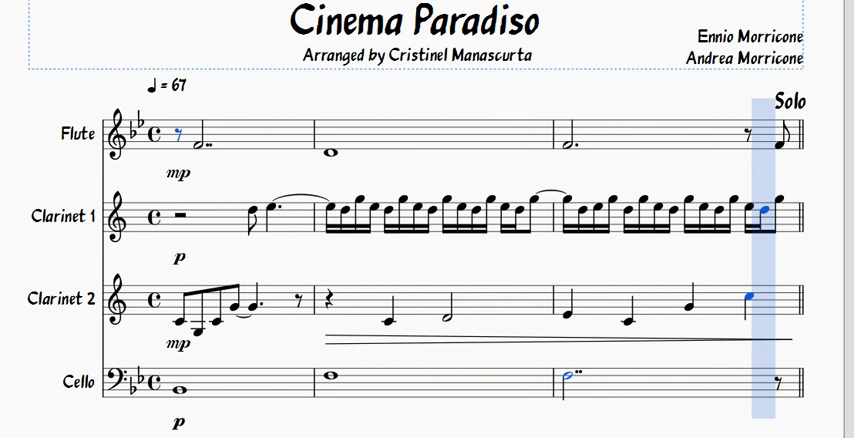 Cinema Paradiso
Arranged by Cristinel Manascurta
Ennio Morricone
Andrea Morricone
♩ = 67
Solo
Flute
mp
Clarinet 1
p
Clarinet 2
mp
Cello
p